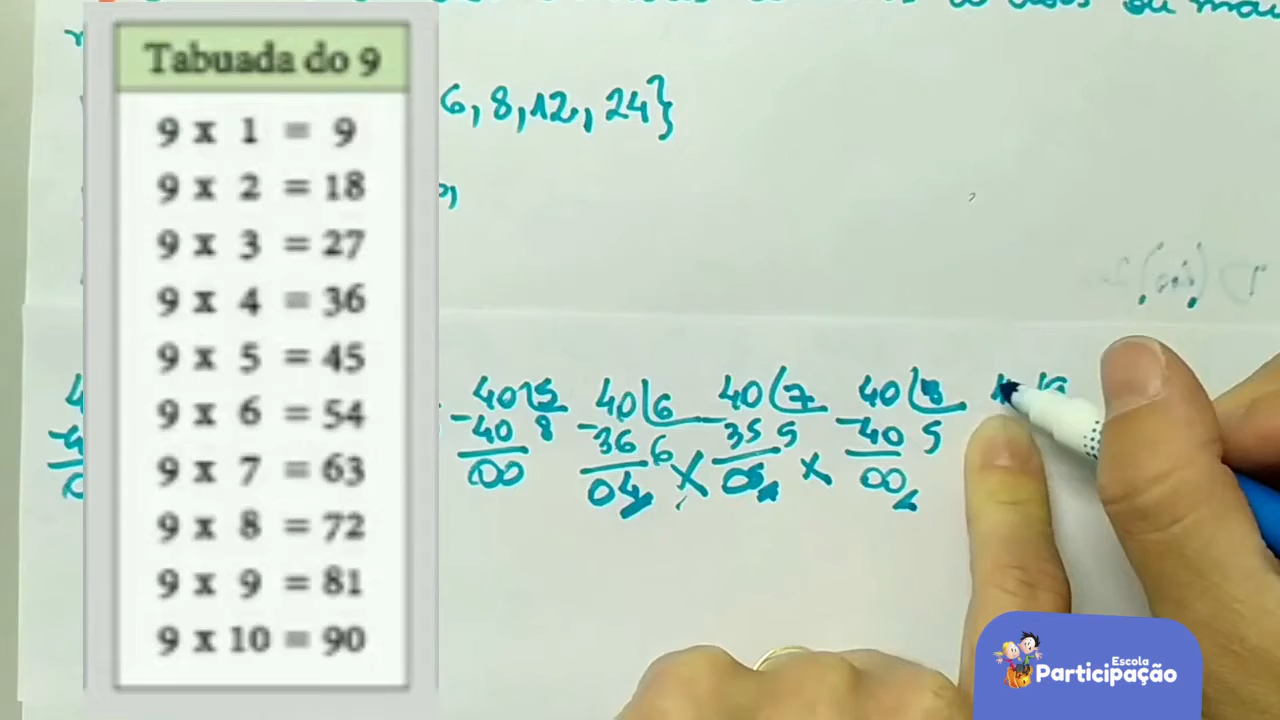 Tabuada do 9
9 x 1 = 9
9 x 2 = 18
9 x 3 = 27
9 x 4 = 36
9 x 5 = 45
9 x 6 = 54
9 x 7 = 63
9 x 8 = 72
9 x 9 = 81
9 x 10 = 90
6, 8, 12, 24}
40 5 40 6 40 7 40 8
-40 8 -36 6 -35 5 -40 5
00 04 X 05 X 00
Escola
Participação